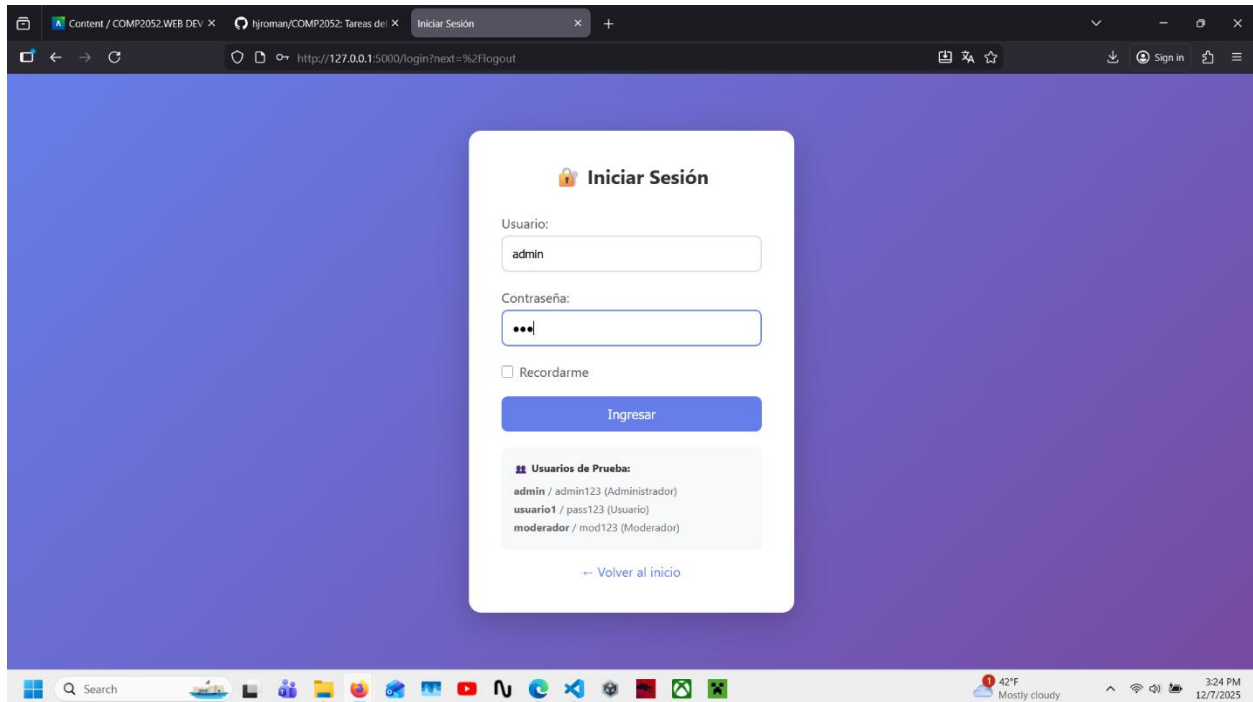 Content / COMP2052.WEB DEV
hjroman/COMP2052: Tareas del
Iniciar Sesión
http://127.0.0.1:5000/login?next=%2Flogout
Sign in
Iniciar Sesión
Usuario:
admin
Contraseña:
•••
Recordarme
Ingresar
Usuarios de Prueba:
admin / admin123 (Administrador)
usuario1 / pass123 (Usuario)
moderador / mod123 (Moderador)
← Volver al inicio
Search
1
42°F
Mostly cloudy
3:24 PM
12/7/2025